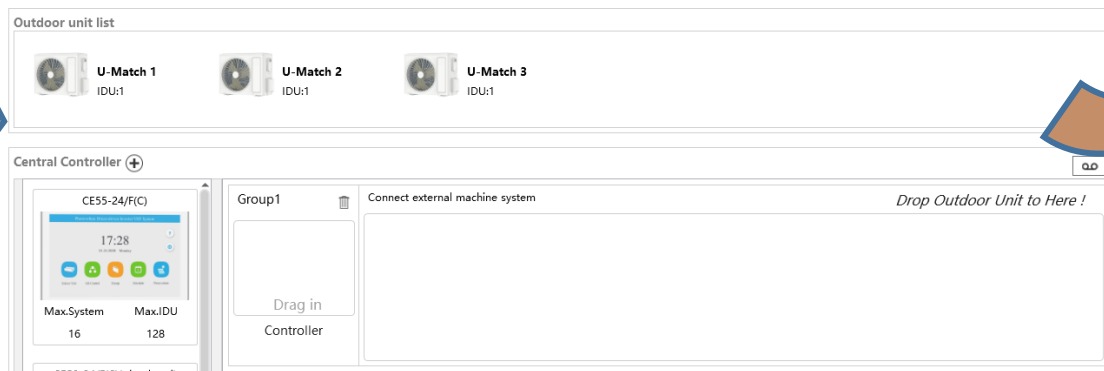 Outdoor unit list
U-Match 1
IDU:1
U-Match 2
IDU:1
U-Match 3
IDU:1
Central Controller
CE55-24/F(C)
17:28
Max.System Max.IDU
16 128
Group1
Drag in
Controller
Connect external machine system
Drop Outdoor Unit to Here !